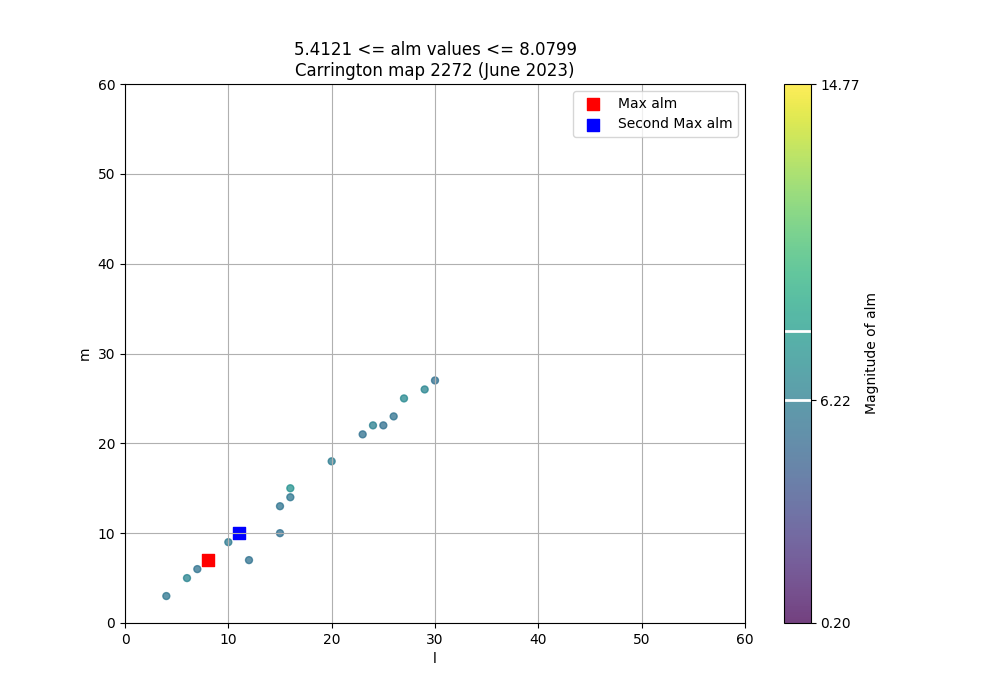 5.4121 <= alm values <= 8.0799
Carrington map 2272 (June 2023)
60
50
40
30
20
10
0
m
0 10 20 30 40 50 60
l
Max alm
Second Max alm
14.77
6.22
0.20
Magnitude of alm